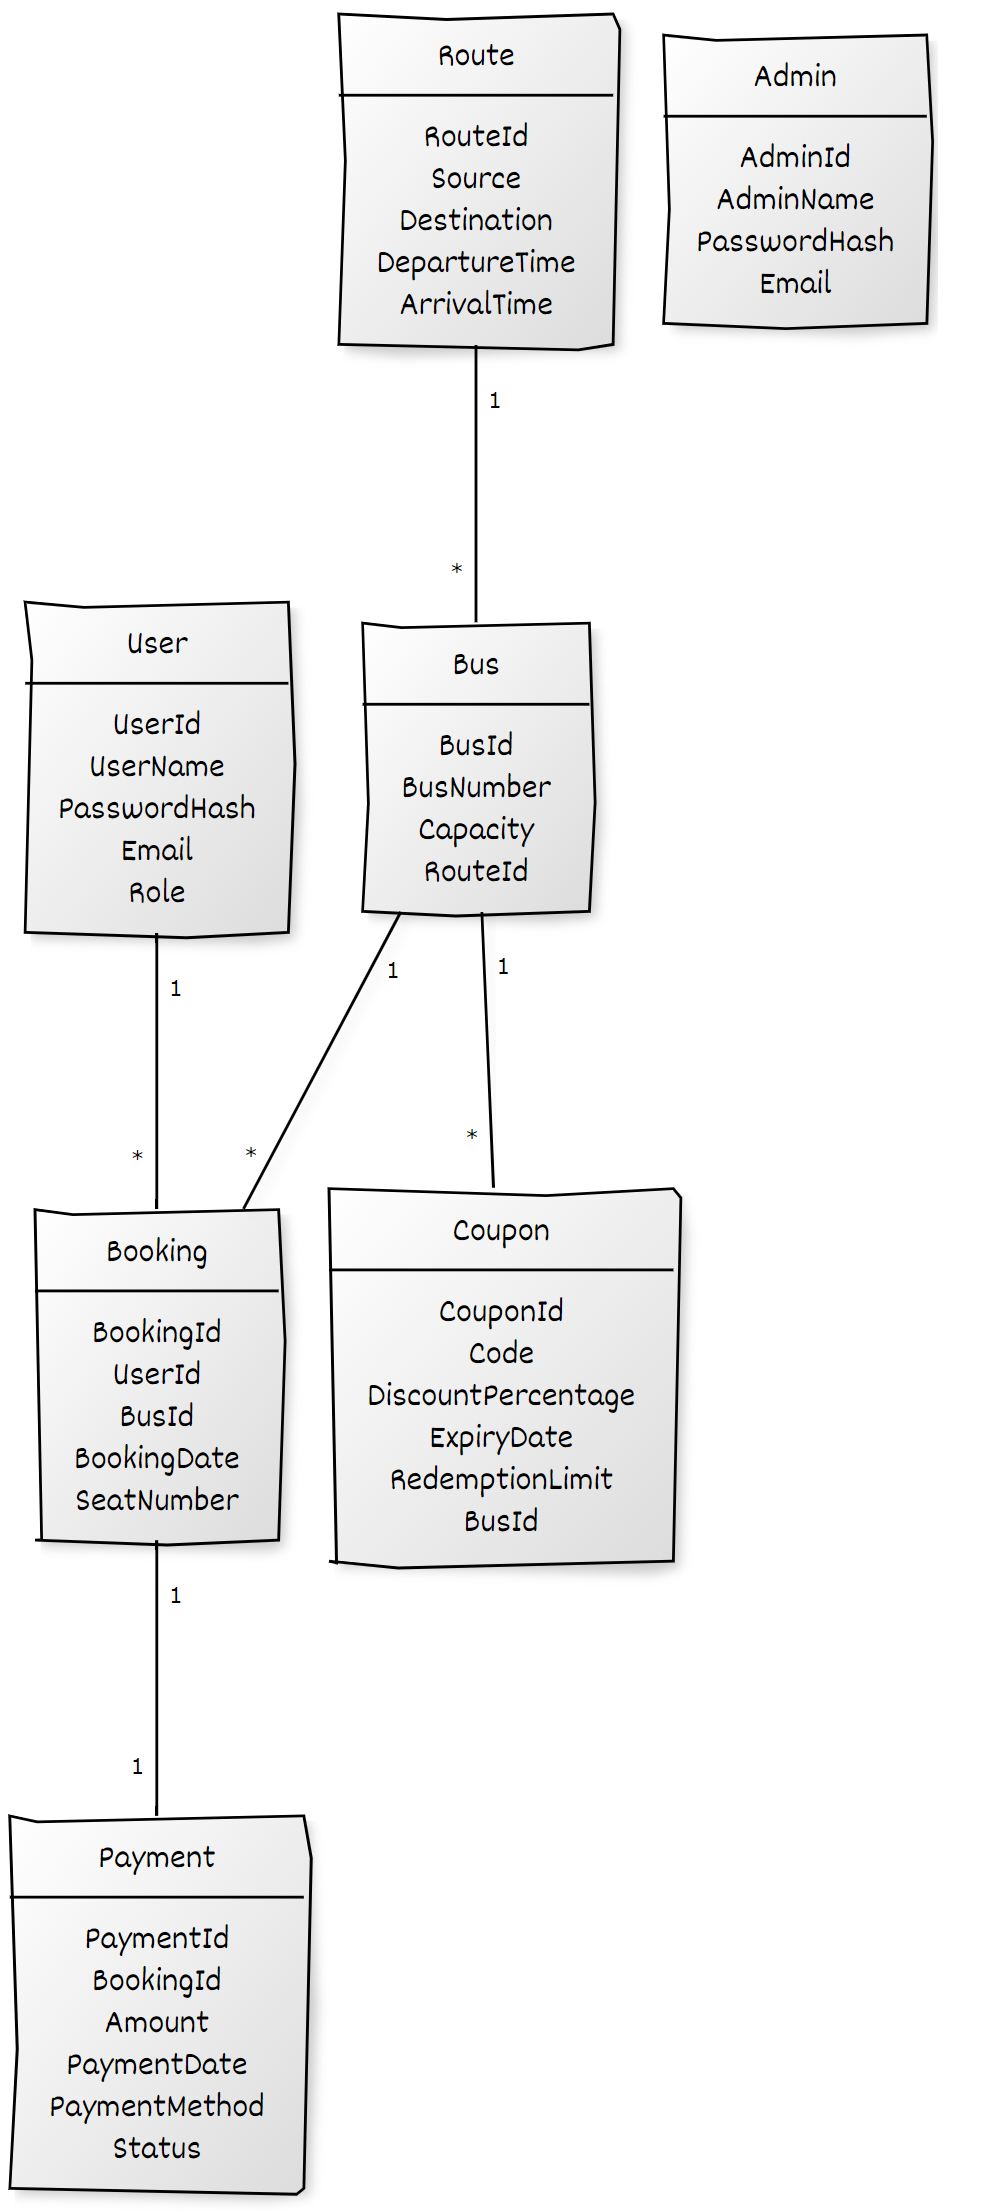 Route
RouteId
Source
Destination
DepartureTime
ArrivalTime
Admin
AdminId
AdminName
PasswordHash
Email
1
*
User
UserId
UserName
PasswordHash
Email
Role
Bus
BusId
BusNumber
Capacity
RouteId
1
*
1
*
1
*
Booking
BookingId
UserId
BusId
BookingDate
SeatNumber
Coupon
CouponId
Code
DiscountPercentage
ExpiryDate
RedemptionLimit
BusId
1
1
Payment
PaymentId
BookingId
Amount
PaymentDate
PaymentMethod
Status